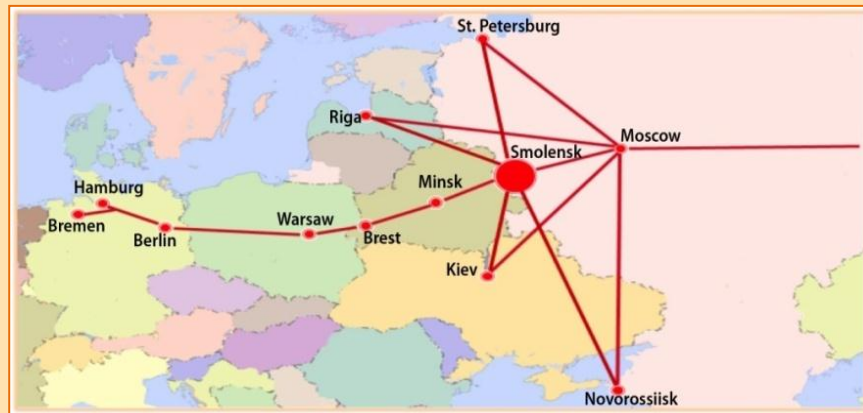 St. Petersburg
Riga
Moscow
Smolensk
Minsk
Hamburg
Bremen
Berlin
Warsaw
Brest
Kiev
Novorossiisk